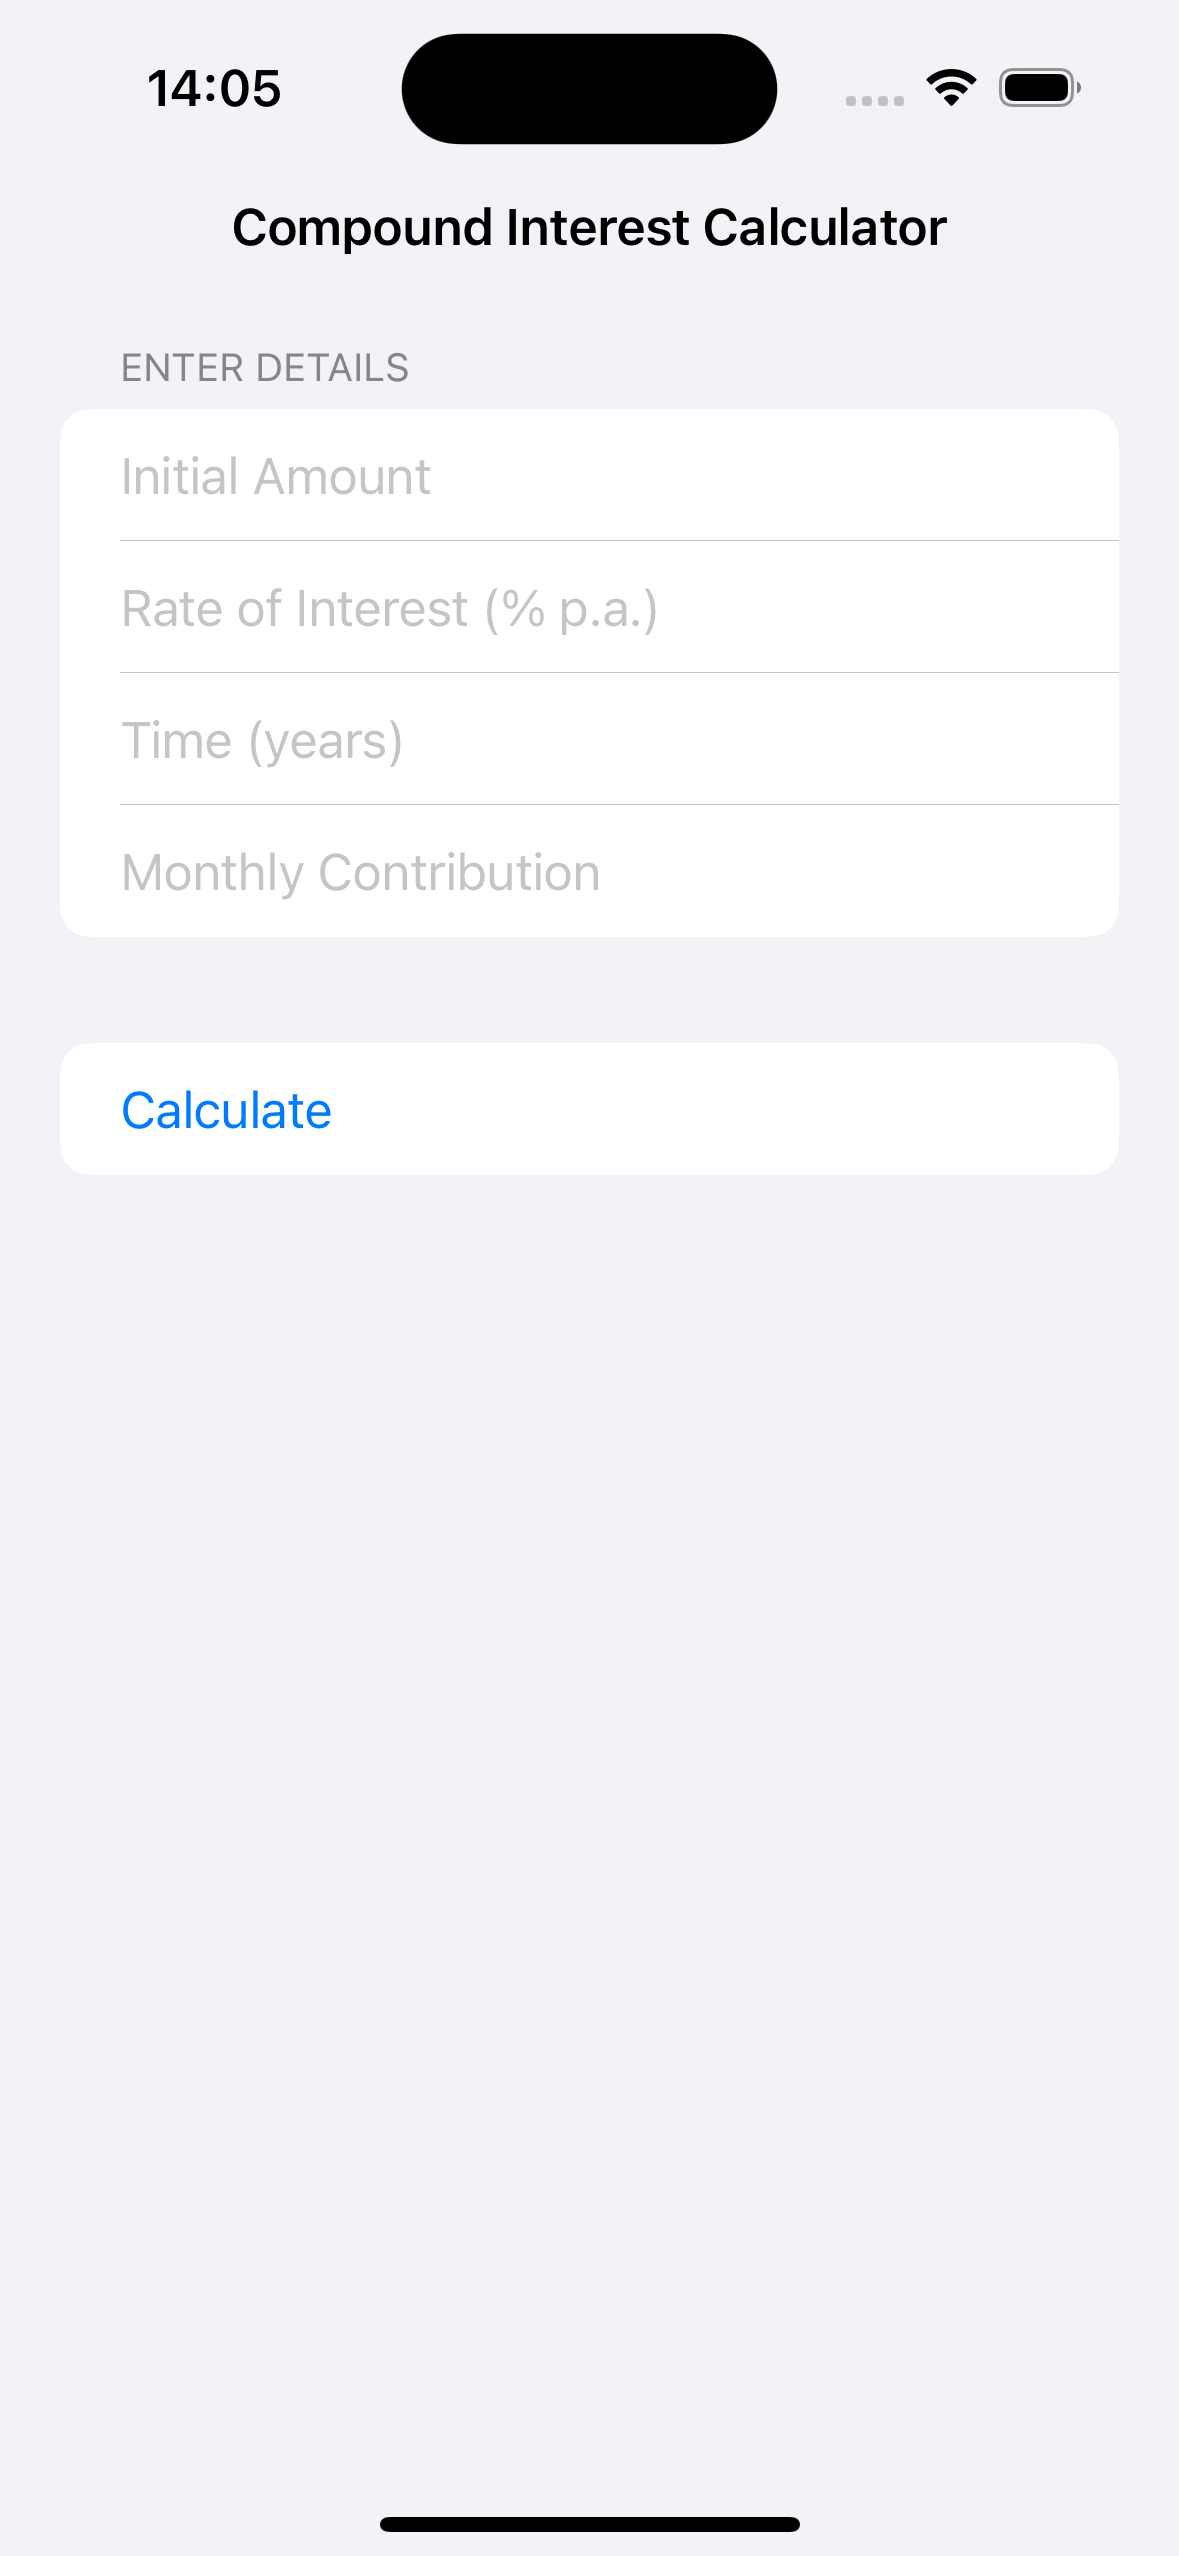 14:05
Compound Interest Calculator
ENTER DETAILS
Initial Amount
Rate of Interest (% p.a.)
Time (years)
Monthly Contribution
Calculate